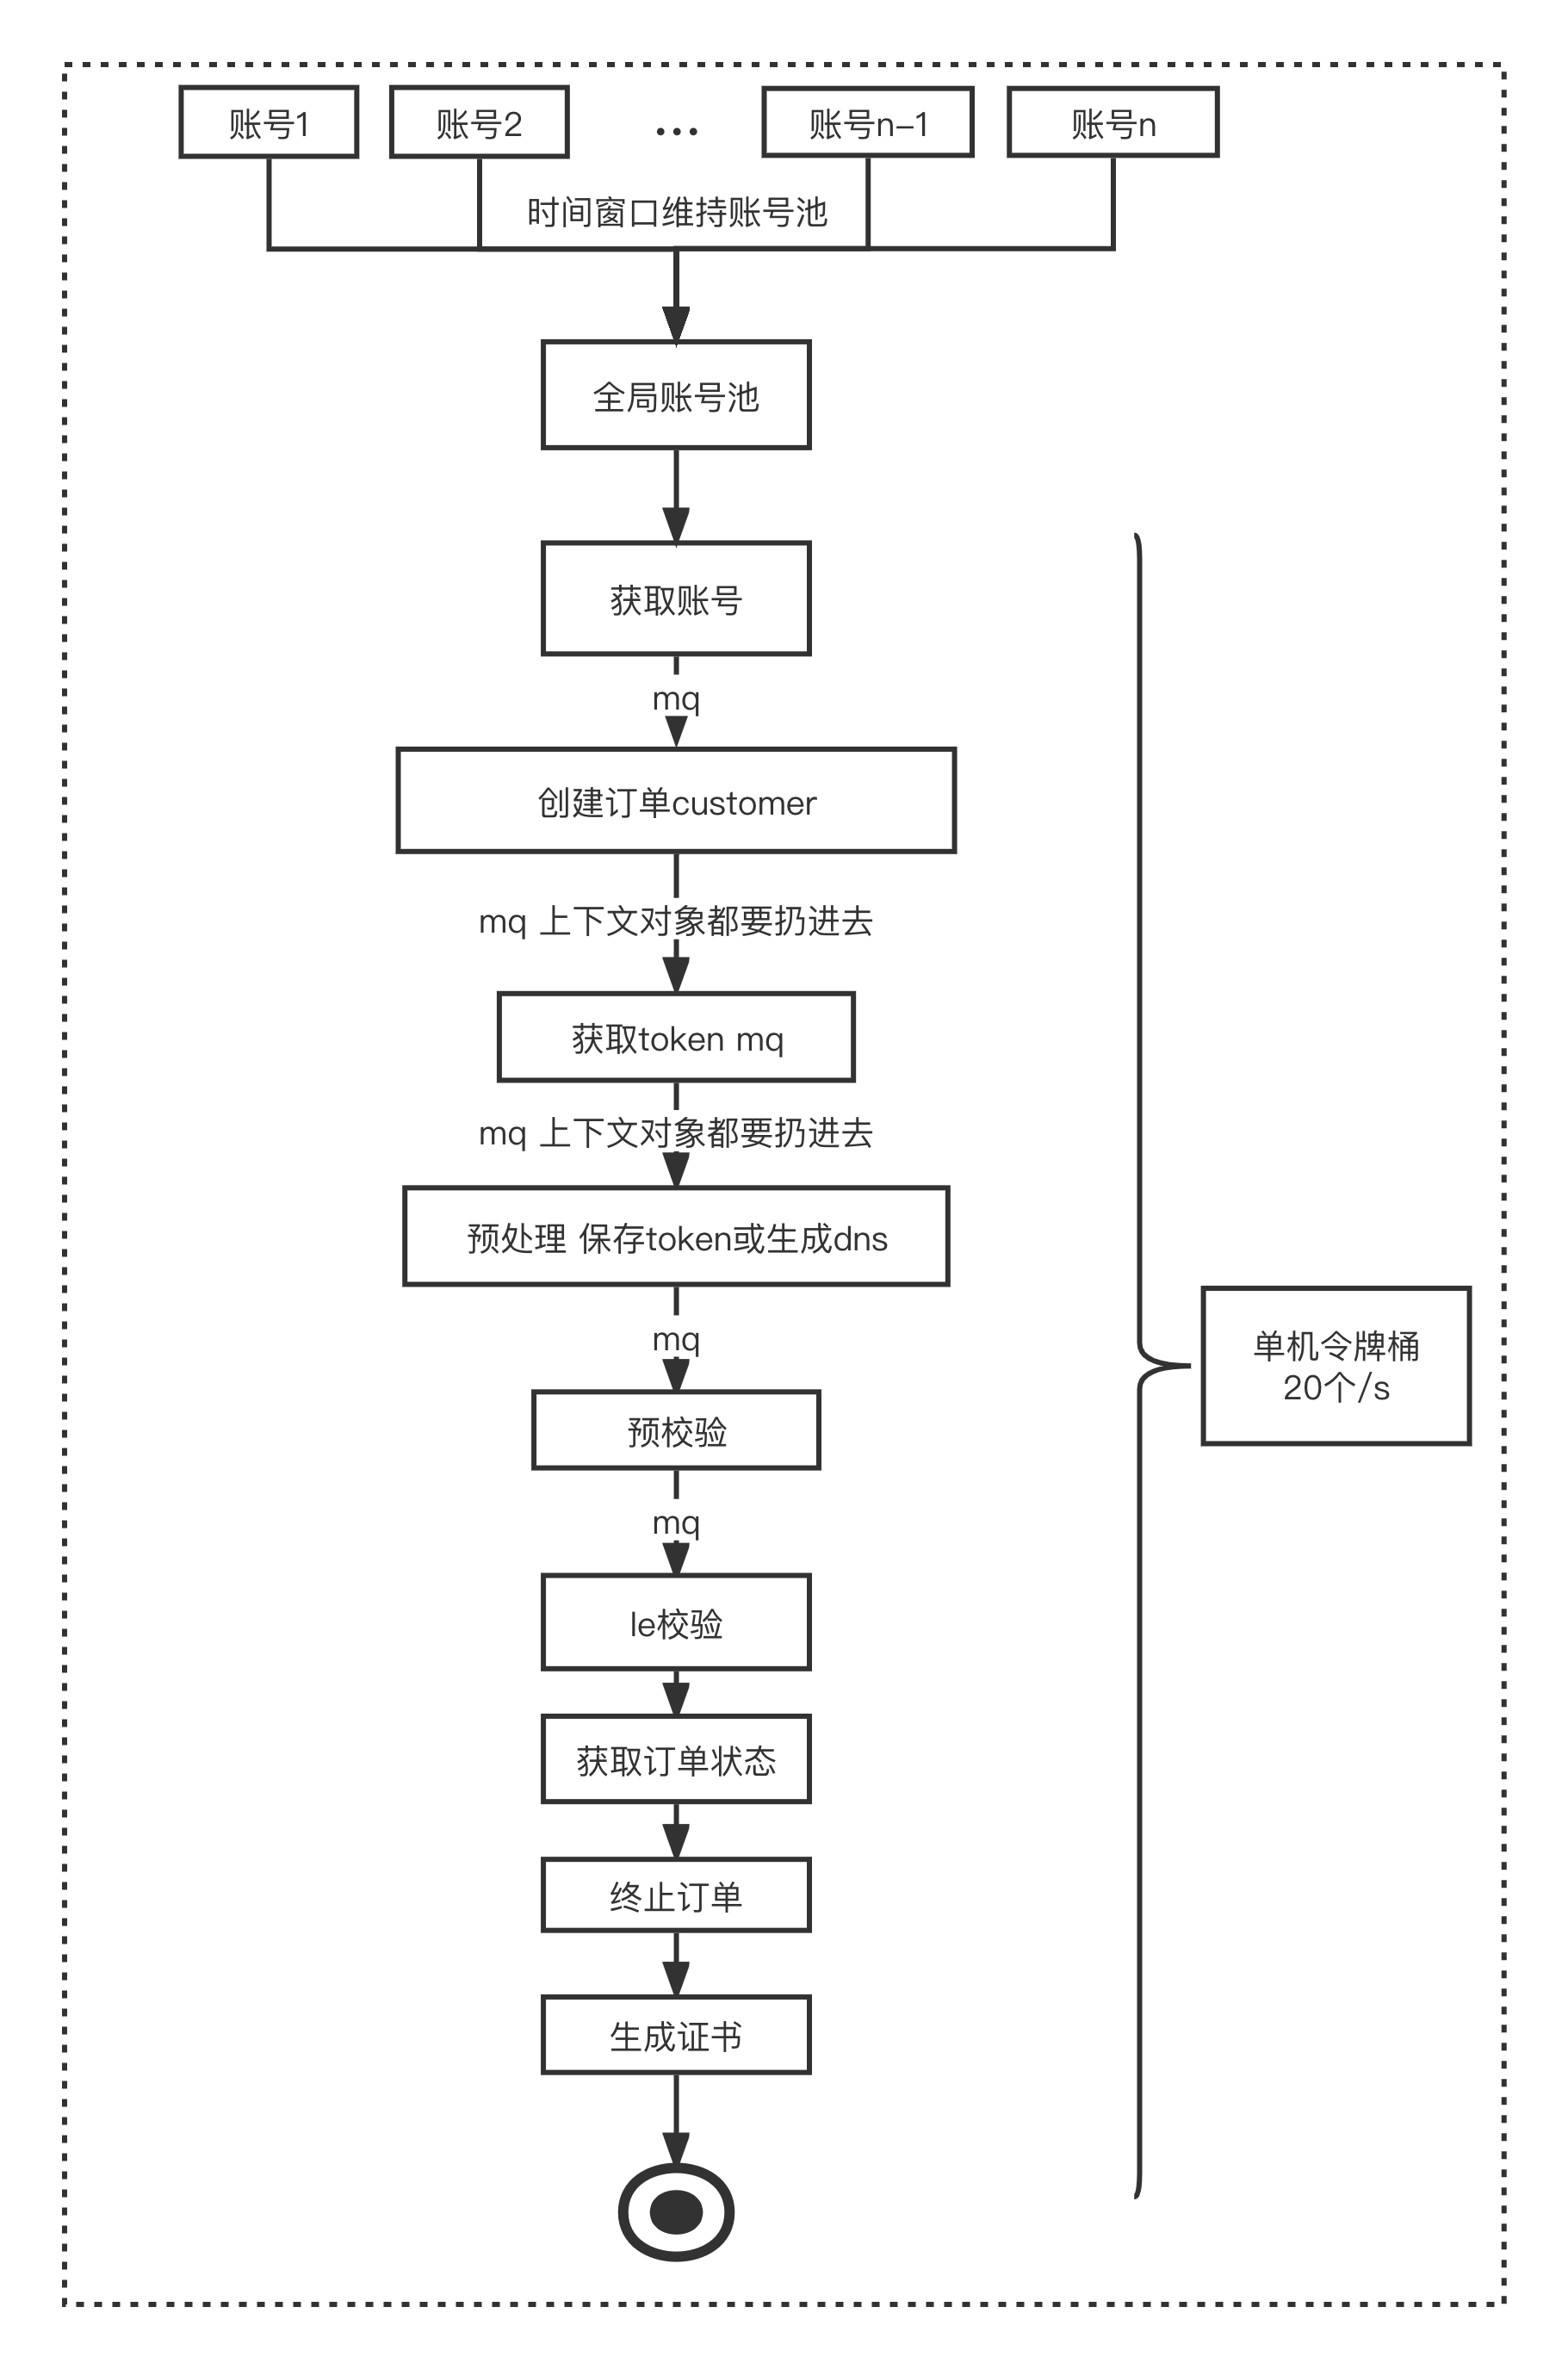 账号1
账号2
...
账号n-1
账号n
时间窗口维持账号池
全局账号池
获取账号
mq
创建订单customer
mq 上下文对象都要扔进去
获取token mq
mq 上下文对象都要扔进去
预处理 保存token或生成dns
mq
预校验
mq
le校验
获取订单状态
终止订单
生成证书
单机令牌桶
20个/s